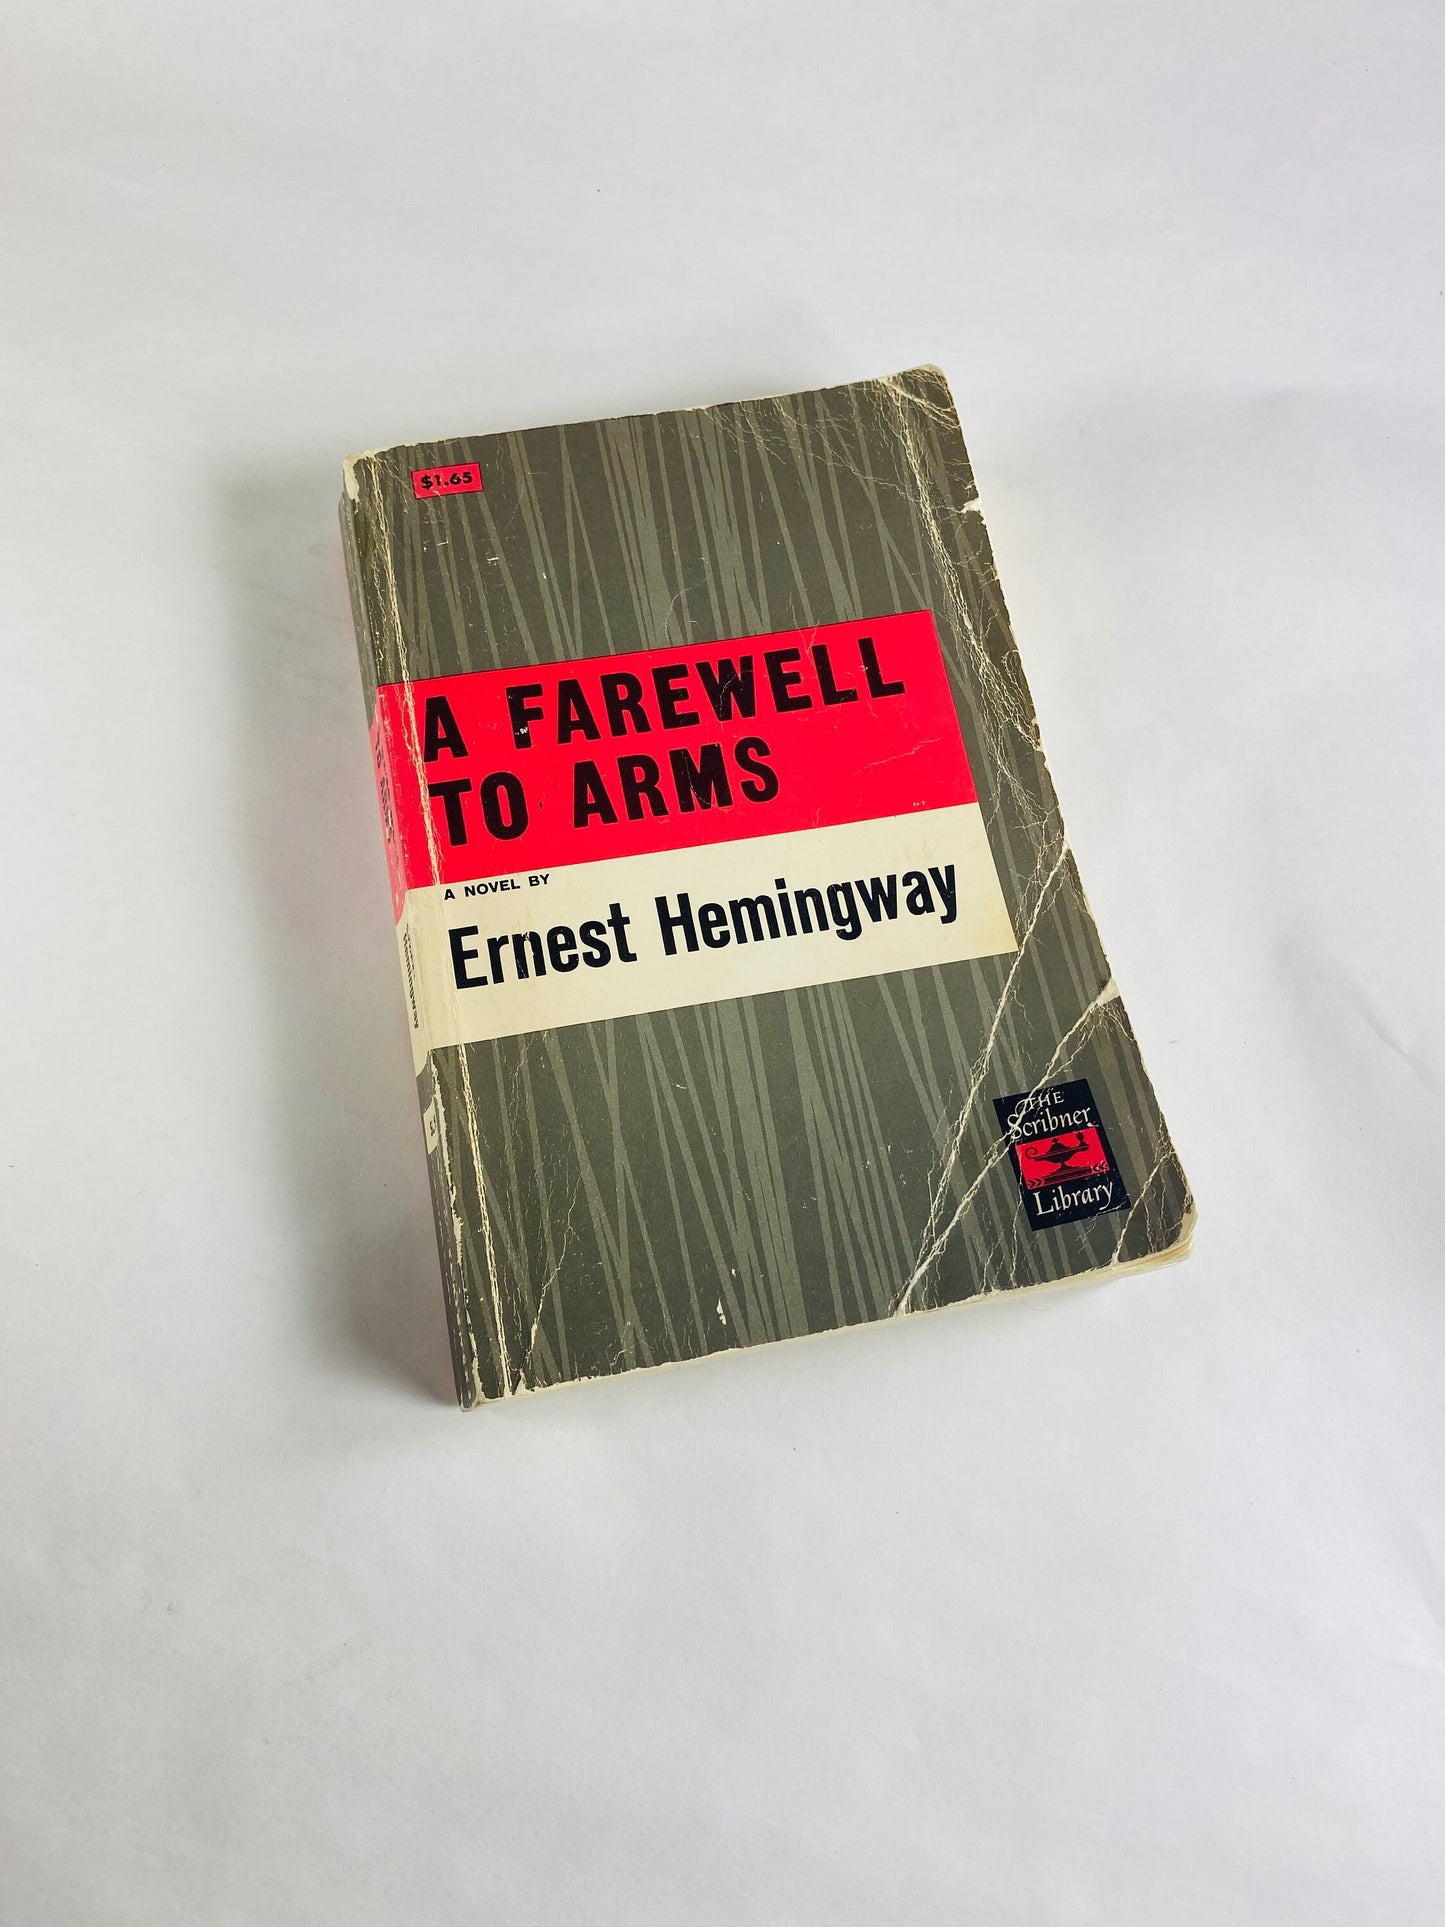 $1.65
A FAREWELL
TO ARMS
A NOVEL BY
Ernest Hemingway
THE
Scribner
Library